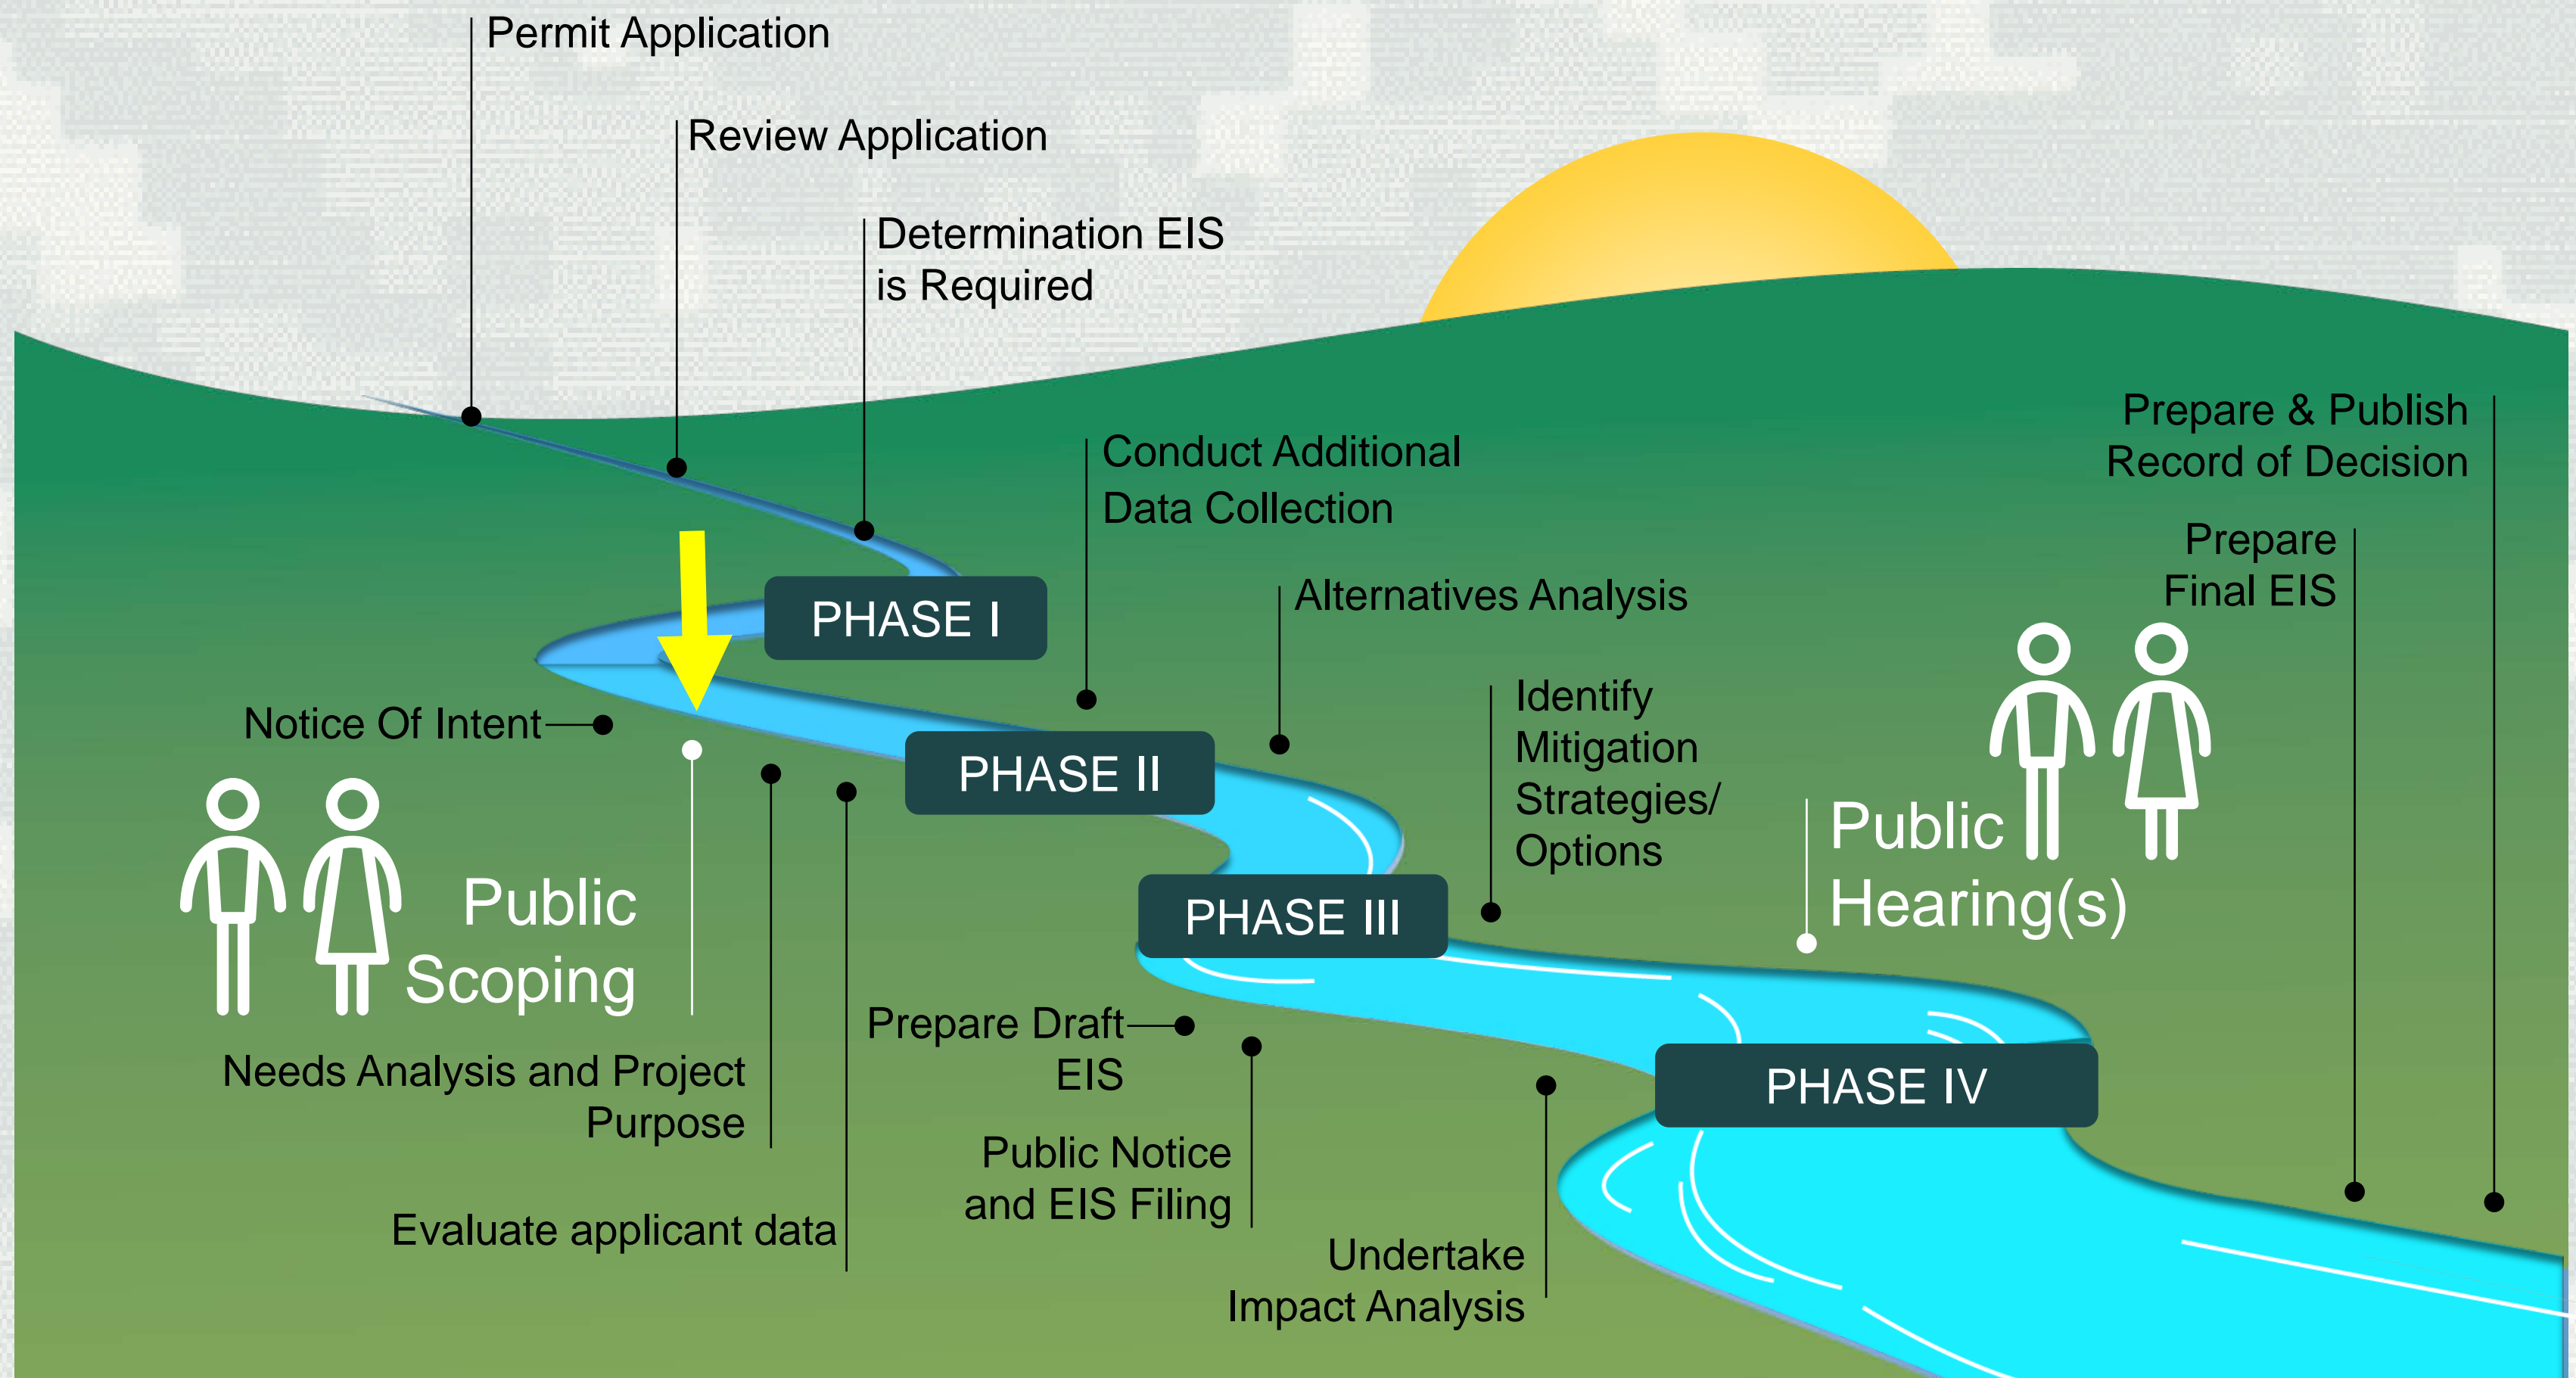 Permit Application
Review Application
Determination EIS
is Required
PHASE I
Notice Of Intent
Public
Scoping
Needs Analysis and Project
Purpose
Evaluate applicant data
Conduct Additional
Data Collection
PHASE II
Alternatives Analysis
PHASE III
Identify
Mitigation
Strategies/
Options
Prepare Draft
EIS
Public Notice
and EIS Filing
Undertake
Impact Analysis
Public
Hearing(s)
PHASE IV
Prepare
Final EIS
Prepare & Publish
Record of Decision